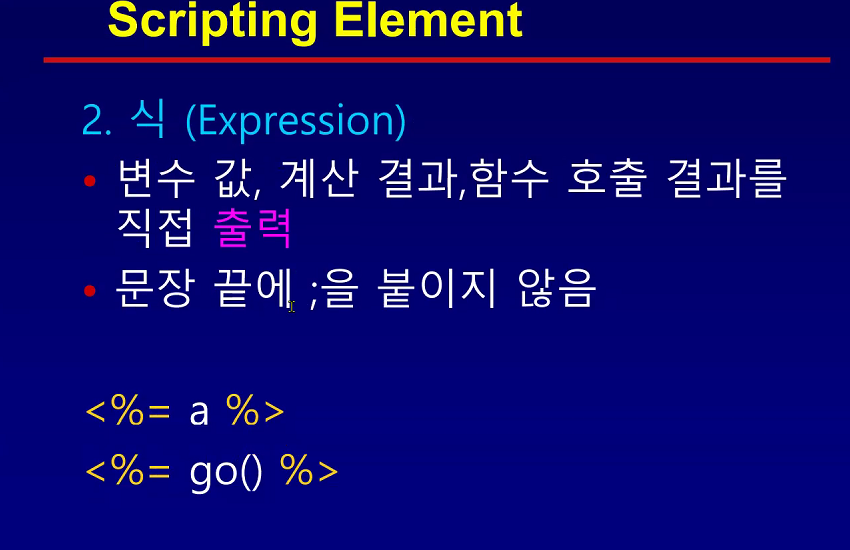 Scripting Element
2. 식 (Expression)
• 변수 값, 계산 결과,함수 호출 결과를
직접 출력
• 문장 끝에 ;을 붙이지 않음
<%= a %>
<%= go() %>